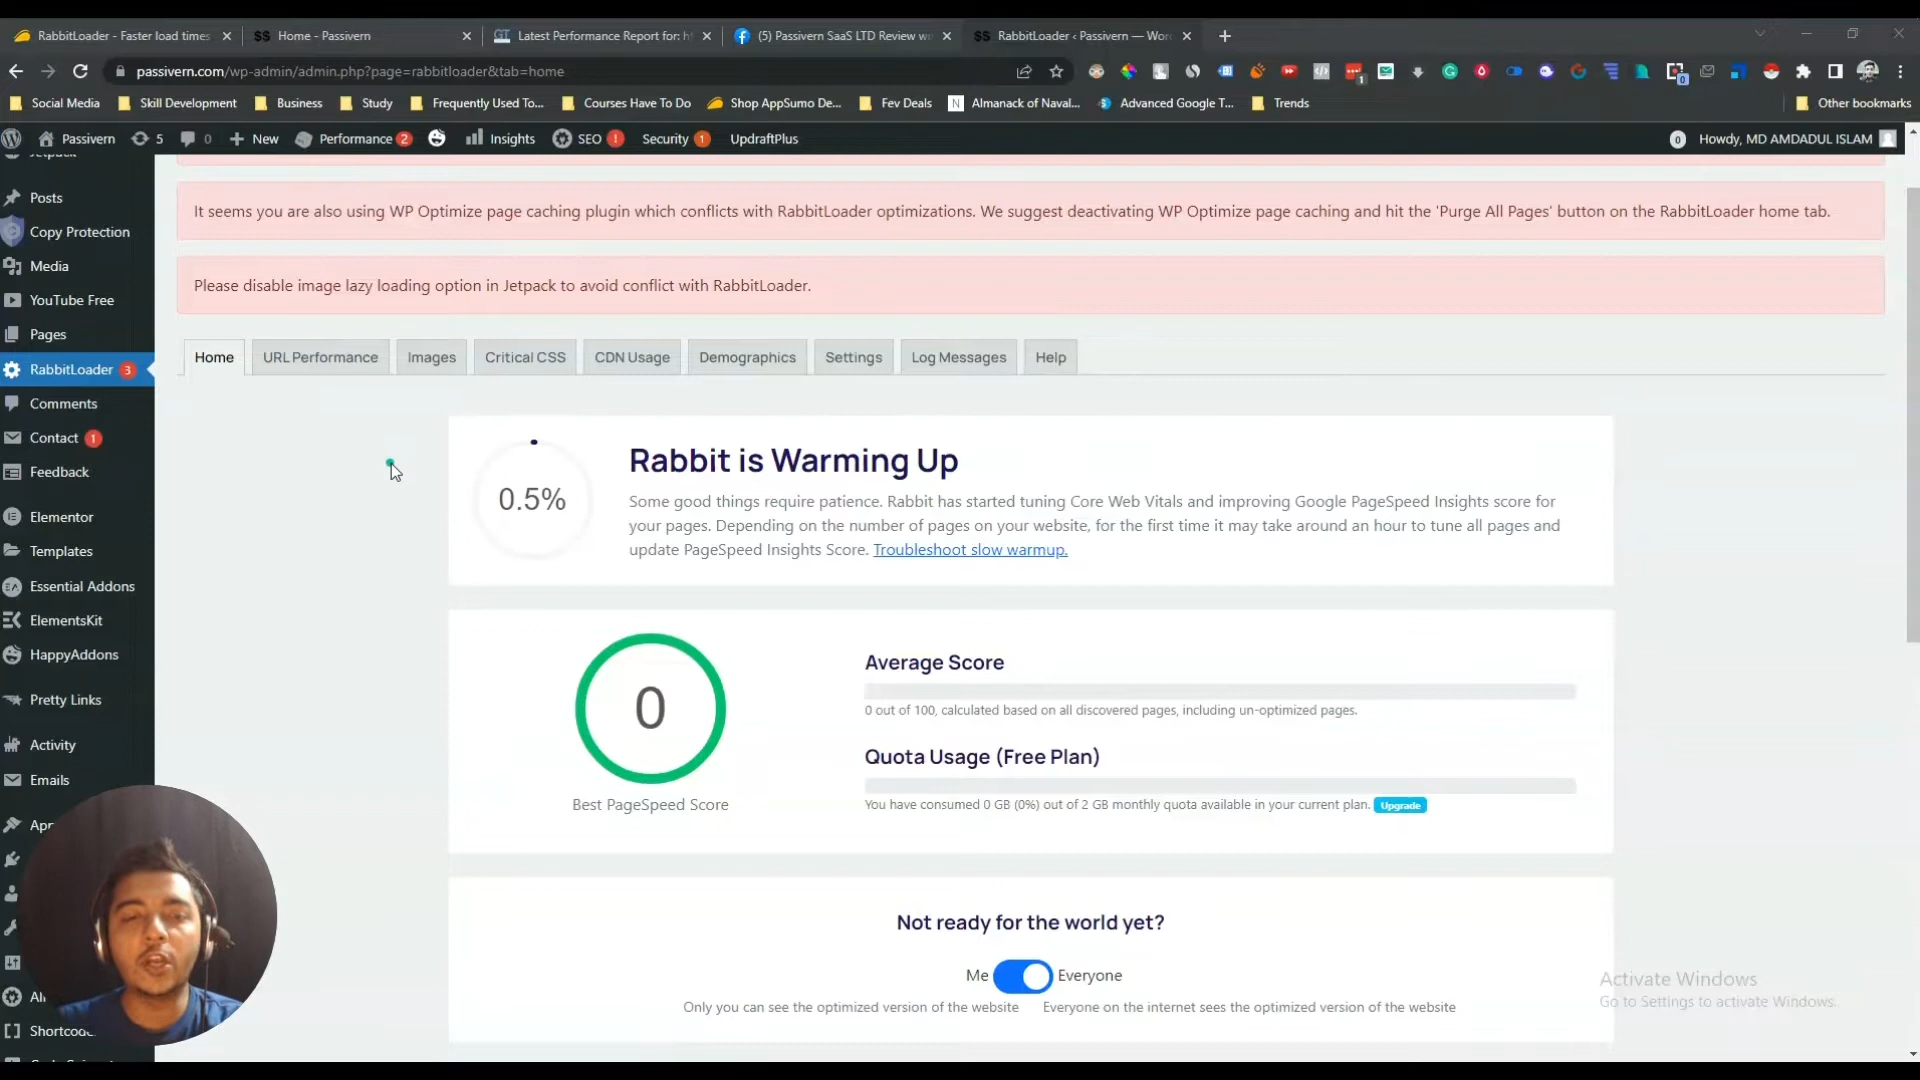 RabbitLoader - Faster load times
Home - Passivern
Latest Performance Report for: h
(5) Passivern SaaS LTD Review w
RabbitLoader ‹ Passivern — Wor
passivern.com/wp-admin/admin.php?page=rabbitloader&tab=home
Social Media
Skill Development
Business
Study
Frequently Used To...
Courses Have To Do
Shop AppSumo De...
Fev Deals
Almanack of Naval...
Advanced Google T...
Trends
Other bookmarks
Passivern
5
0
New
Performance 2
Insights
SEO !
Security 1
UpdraftPlus
0
Howdy, MD AMDADUL ISLAM
Jetpack
Posts
Copy Protection
Media
YouTube Free
Pages
RabbitLoader 3
Comments
Contact 1
Feedback
Elementor
Templates
Essential Addons
ElementsKit
HappyAddons
Pretty Links
Activity
Emails
It seems you are also using WP Optimize page caching plugin which conflicts with RabbitLoader optimizations. We suggest deactivating WP Optimize page caching and hit the 'Purge All Pages' button on the RabbitLoader home tab.
Please disable image lazy loading option in Jetpack to avoid conflict with RabbitLoader.
Home
URL Performance
Images
Critical CSS
CDN Usage
Demographics
Settings
Log Messages
Help
0.5%
Rabbit is Warming Up
Some good things require patience. Rabbit has started tuning Core Web Vitals and improving Google PageSpeed Insights score for
your pages. Depending on the number of pages on your website, for the first time it may take around an hour to tune all pages and
update PageSpeed Insights Score. Troubleshoot slow warmup.
0
Best PageSpeed Score
Average Score
0 out of 100, calculated based on all discovered pages, including un-optimized pages.
Quota Usage (Free Plan)
You have consumed 0 GB (0%) out of 2 GB monthly quota available in your current plan. Upgrade
Not ready for the world yet?
Me
Everyone
Only you can see the optimized version of the website
Everyone on the internet sees the optimized version of the website
Activate Windows
Go to Settings to activate Windows.